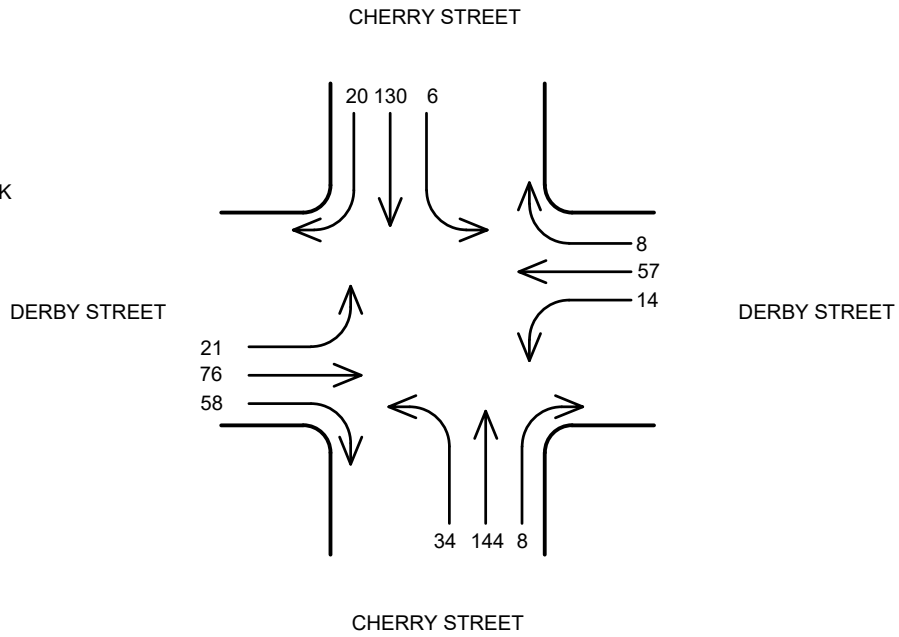 CHERRY STREET
20 130 6
K
8
57
14
DERBY STREET
DERBY STREET
21
76
58
34 144 8
CHERRY STREET